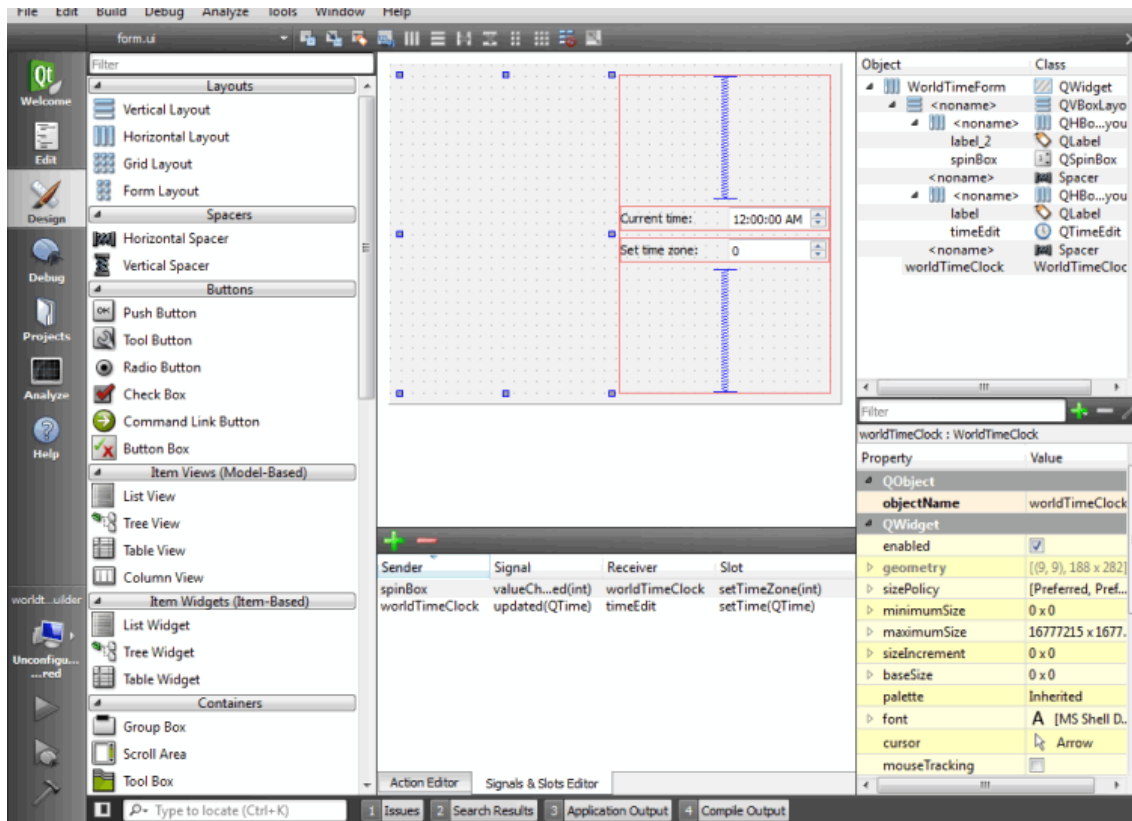 File Edit Build Debug Analyze Tools Window Help
form.ui
Qt
Welcome
Edit
Design
Debug
Projects
Analyze
Help
worldt...uilder
Unconfigu...
...red
Filter
Layouts
Vertical Layout
Horizontal Layout
Grid Layout
Form Layout
Spacers
Horizontal Spacer
Vertical Spacer
Buttons
OK Push Button
Tool Button
Radio Button
Check Box
Command Link Button
Button Box
Item Views (Model-Based)
List View
Tree View
Table View
Column View
Item Widgets (Item-Based)
List Widget
Tree Widget
Table Widget
Containers
Group Box
Scroll Area
Tool Box
Current time: 12:00:00 AM
Set time zone: 0
Sender Signal Receiver Slot
spinBox valueCh...ed(int) worldTimeClock setTimeZone(int)
worldTimeClock updated(QTime) timeEdit setTime(QTime)
Action Editor Signals & Slots Editor
Object Class
WorldTimeForm QWidget
<noname> QVBoxLayo
<noname> QHBo...you
label_2 QLabel
spinBox QSpinBox
<noname> Spacer
<noname> QHBo...you
label QLabel
timeEdit QTimeEdit
<noname> Spacer
worldTimeClock WorldTimeCloc
Filter
worldTimeClock : WorldTimeClock
Property Value
QObject
objectName worldTimeClock
QWidget
enabled
geometry [(9, 9), 188 x 282]
sizePolicy [Preferred, Pref...
minimumSize 0 x 0
maximumSize 16777215 x 1677...
sizeIncrement 0 x 0
baseSize 0 x 0
palette Inherited
font A [MS Shell D...
cursor Arrow
mouseTracking
Type to locate (Ctrl+K) 1 Issues 2 Search Results 3 Application Output 4 Compile Output